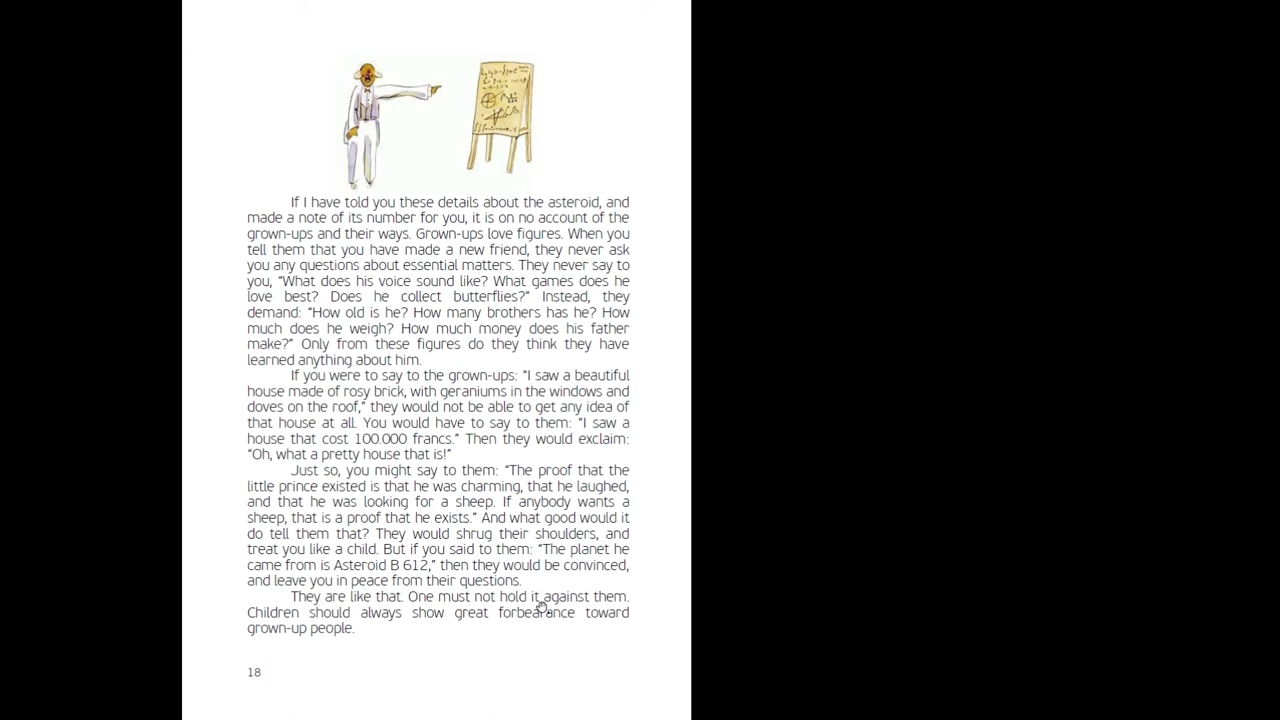 If I have told you these details about the asteroid, and
made a note of its number for you, it is on no account of the
grown-ups and their ways. Grown-ups love figures. When you
tell them that you have made a new friend, they never ask
you any questions about essential matters. They never say to
you, “What does his voice sound like? What games does he
love best? Does he collect butterflies?” Instead, they
demand: “How old is he? How many brothers has he? How
much does he weigh? How much money does his father
make?” Only from these figures do they think they have
learned anything about him.
If you were to say to the grown-ups: “I saw a beautiful
house made of rosy brick, with geraniums in the windows and
doves on the roof,” they would not be able to get any idea of
that house at all. You would have to say to them: “I saw a
house that cost 100.000 francs.” Then they would exclaim:
“Oh, what a pretty house that is!”
Just so, you might say to them: “The proof that the
little prince existed is that he was charming, that he laughed,
and that he was looking for a sheep. If anybody wants a
sheep, that is a proof that he exists.” And what good would it
do tell them that? They would shrug their shoulders, and
treat you like a child. But if you said to them: “The planet he
came from is Asteroid B 612,” then they would be convinced,
and leave you in peace from their questions.
They are like that. One must not hold it against them.
Children should always show great forbearance toward
grown-up people.
18